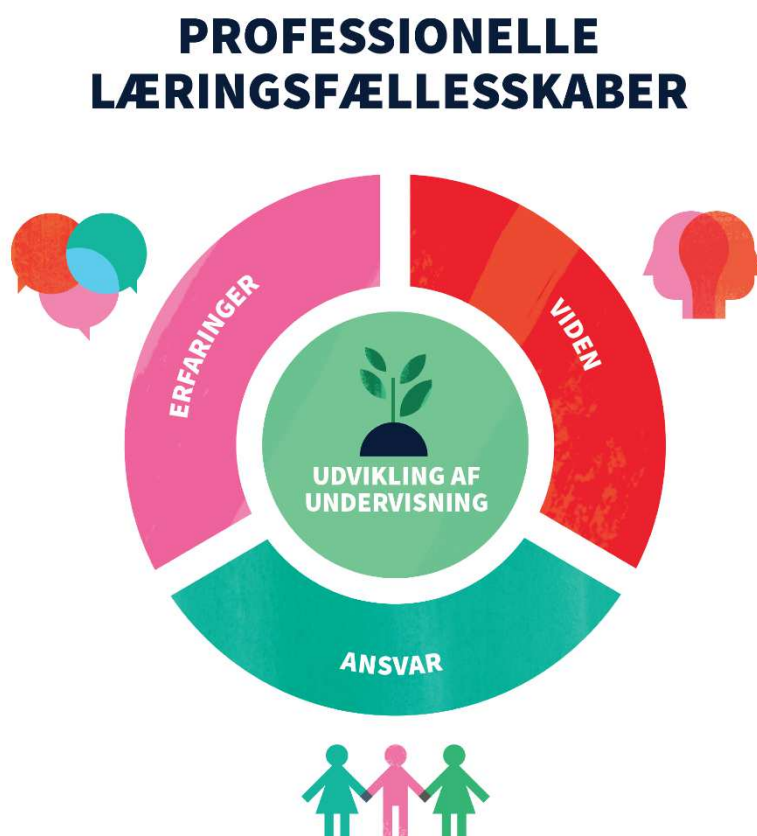 PROFESSIONELLE
LÆRINGSFÆLLESSKABER
ERFARINGER
VIDEN
UDVIKLING AF
UNDERVISNING
ANSVAR